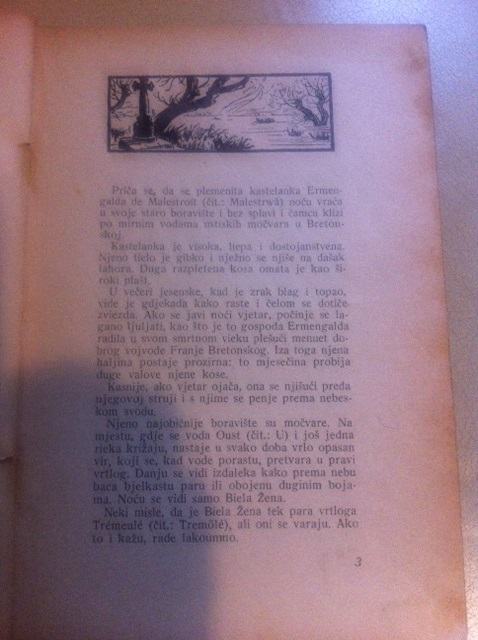 Priča se, da se plemenita kastelanka Ermen-
galda de Malestroit (čit.: Malestrwâ) noću vraća
u svoje staro boravište i bez splavi i čamca klizi
po mirnim vodama mtiskih močvara u Breton-
skoj.
Kastelanka je visoka, liepa i dostojanstvena.
Njeno tielo je gibko i nježno se njiše na dašak
lahora. Duga razpletena kosa omata je kao ši-
roki plašt.
U večeri jesenske, kad je zrak blag i topao,
vide je gdjekada kako raste i čelom se dotiče
zviezda. Ako se javi noći vjetar, počinje se la-
gano ljuljati, kao što je to gospođa Ermengalda
radila u svom smrtnom vieku plešući menuet do-
brog vojvode Franje Bretonskog. Iza toga njena
haljina postaje prozirna: to mjesečina probija
duge valove njene kose.
Kasnije, ako vjetar ojača, ona se njišući preda
njegovoj struji i s njime se penje prema nebes-
kom svodu.
Njeno najobičnije boravište su močvare. Na
mjestu, gdje se voda Oust (čit.: U) i još jedna
rieka križaju, nastaje u svako doba vrlo opasan
vir, koji se, kad vode porastu, pretvara u pravi
vrtlog. Danju se vidi izdaleka kako prema nebu
baca bjelkastu paru ili obojenu duginim boja-
ma. Noću se vidi samo Biela Žena.
Neki misle, da je Biela Žena tek para vrtloga
Trémeulé (čit.: Tremölé), ali oni se varaju. Ako
to i kažu, rade lakoumno.
3